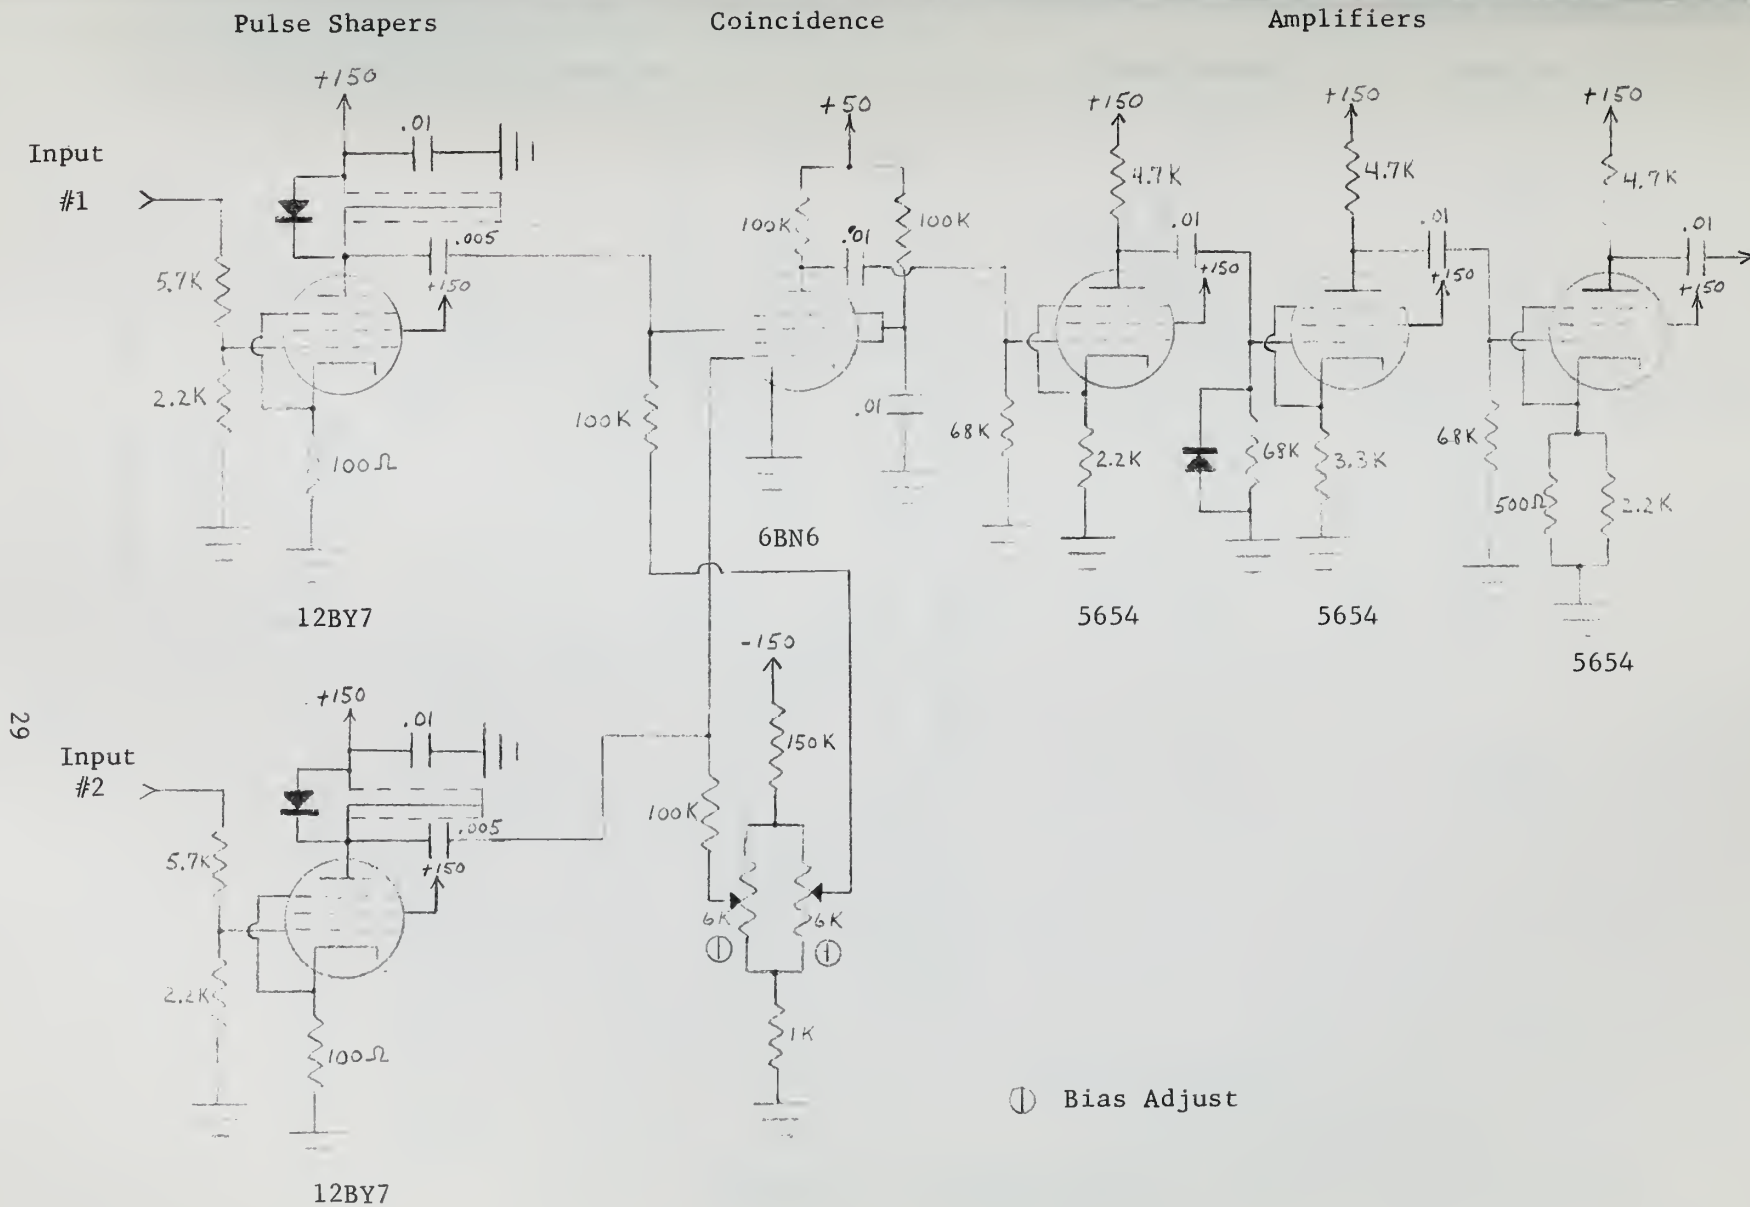 Pulse Shapers
Coincidence
Amplifiers
+150
.01
Input
#1
.005
+150
5.7K
2.2K
100Ω
12BY7
+50
100K
.01
100K
100K
.01
6BN6
+150
4.7K
.01
+150
68K
2.2K
5654
+150
4.7K
.01
+150
68K
3.3K
5654
+150
4.7K
.01
+150
68K
500Ω
2.2K
5654
29
+150
.01
Input
#2
.005
+150
5.7K
2.2K
100Ω
12BY7
-150
150K
100K
6K
6K
1K
Bias Adjust